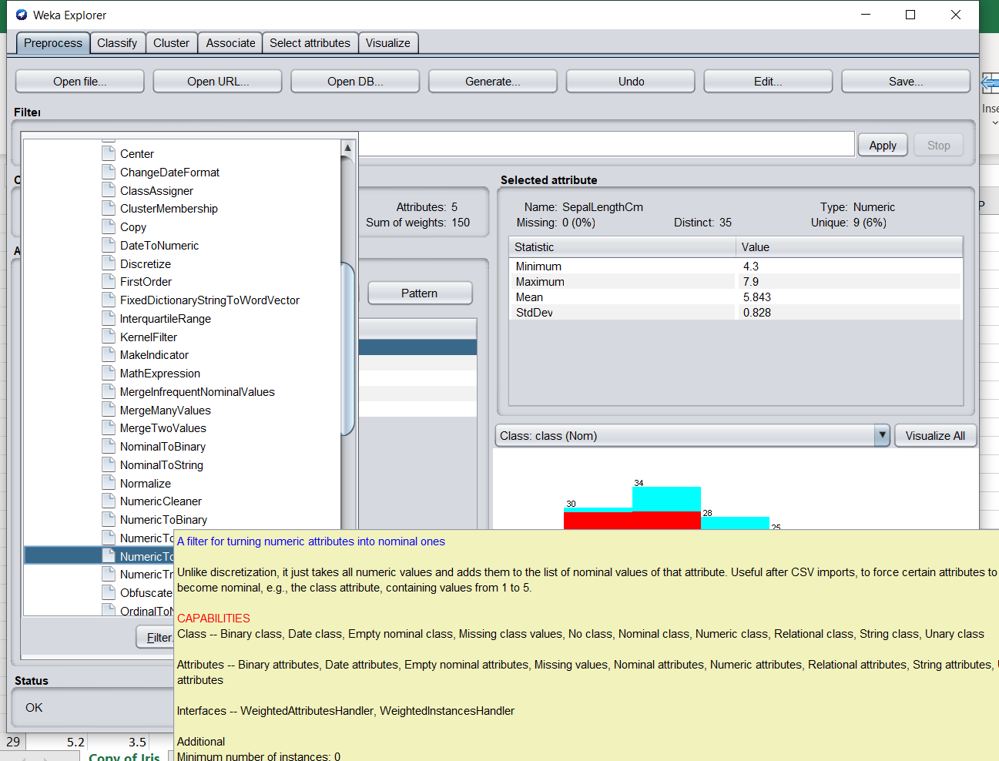 Weka Explorer
Preprocess Classify Cluster Associate Select attributes Visualize
Open file... Open URL... Open DB... Generate... Undo Edit... Save...
Inse
Filter
Apply Stop
Center
ChangeDateFormat
ClassAssigner
ClusterMembership
Copy
DateToNumeric
Discretize
FirstOrder
FixedDictionaryStringToWordVector
InterquartileRange
KernelFilter
MakeIndicator
MathExpression
MergeInfrequentNominalValues
MergeManyValues
MergeTwoValues
NominalToBinary
NominalToString
Normalize
NumericCleaner
NumericToBinary
NumericTo
NumericTo
NumericTr
Obfuscate
OrdinalToN
Filter.
C
A
Attributes: 5
Sum of weights: 150
Pattern
Selected attribute
Name: SepalLengthCm Type: Numeric
Missing: 0 (0%) Distinct: 35 Unique: 9 (6%)
Statistic Value
Minimum 4.3
Maximum 7.9
Mean 5.843
StdDev 0.828
P
Class: class (Nom) Visualize All
34
30
28
25
A filter for turning numeric attributes into nominal ones
Unlike discretization, it just takes all numeric values and adds them to the list of nominal values of that attribute. Useful after CSV imports, to force certain attributes to
become nominal, e.g., the class attribute, containing values from 1 to 5.
CAPABILITIES
Class -- Binary class, Date class, Empty nominal class, Missing class values, No class, Nominal class, Numeric class, Relational class, String class, Unary class
Attributes -- Binary attributes, Date attributes, Empty nominal attributes, Missing values, Nominal attributes, Numeric attributes, Relational attributes, String attributes,
attributes
Interfaces -- WeightedAttributesHandler, WeightedInstancesHandler
Additional
Minimum number of instances: 0
Status
OK
29 5.2 3.5
Copy of Iris